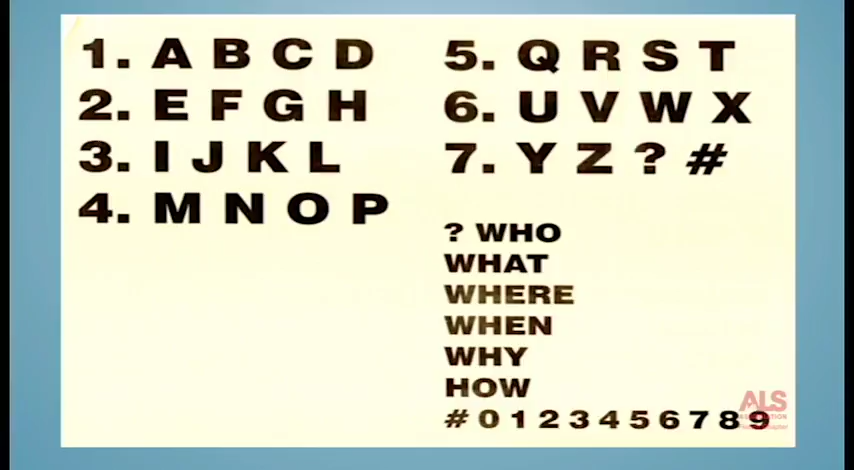 1. A B C D
2. E F G H
3. I J K L
4. M N O P
5. Q R S T
6. U V W X
7. Y Z ? #
? WHO
WHAT
WHERE
WHEN
WHY
HOW
# 0 1 2 3 4 5 6 7 8 9
ALS